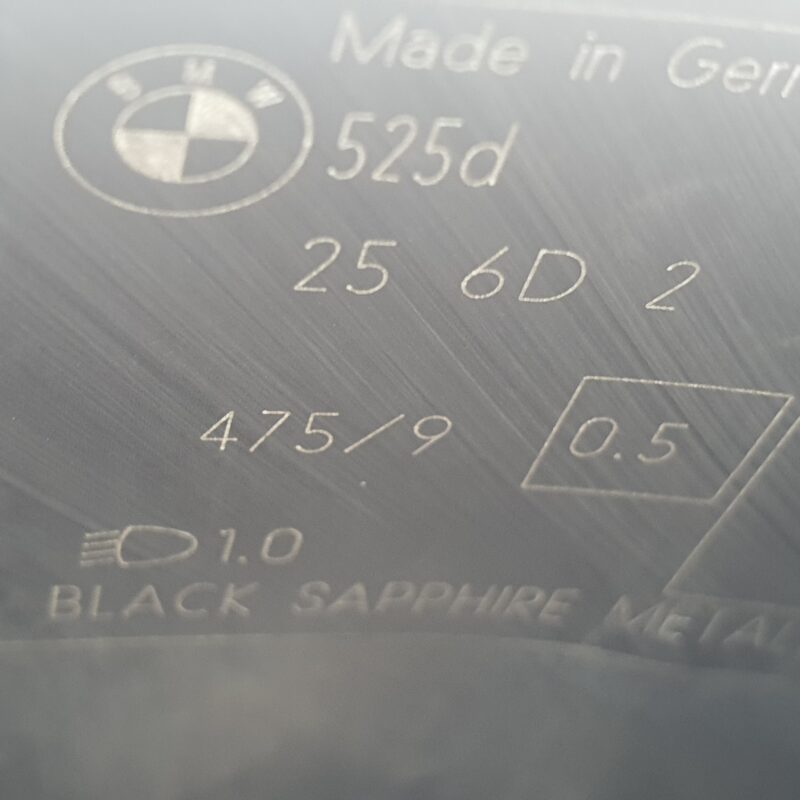 Made in Ger
BMW
525d
25 6D 2
475/9
0.5
1.0
BLACK SAPPHIRE METAL